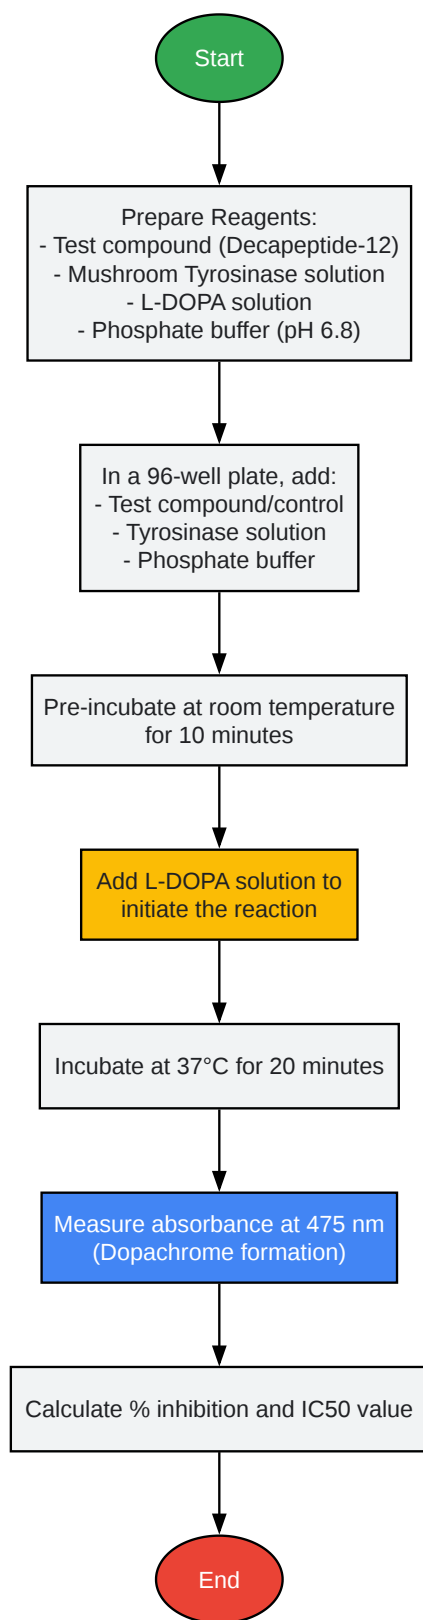 Start
Prepare Reagents:
- Test compound (Decapeptide-12)
- Mushroom Tyrosinase solution
- L-DOPA solution
- Phosphate buffer (pH 6.8)
In a 96-well plate, add:
- Test compound/control
- Tyrosinase solution
- Phosphate buffer
Pre-incubate at room temperature
for 10 minutes
Add L-DOPA solution to
initiate the reaction
Incubate at 37°C for 20 minutes
Measure absorbance at 475 nm
(Dopachrome formation)
Calculate % inhibition and IC50 value
End